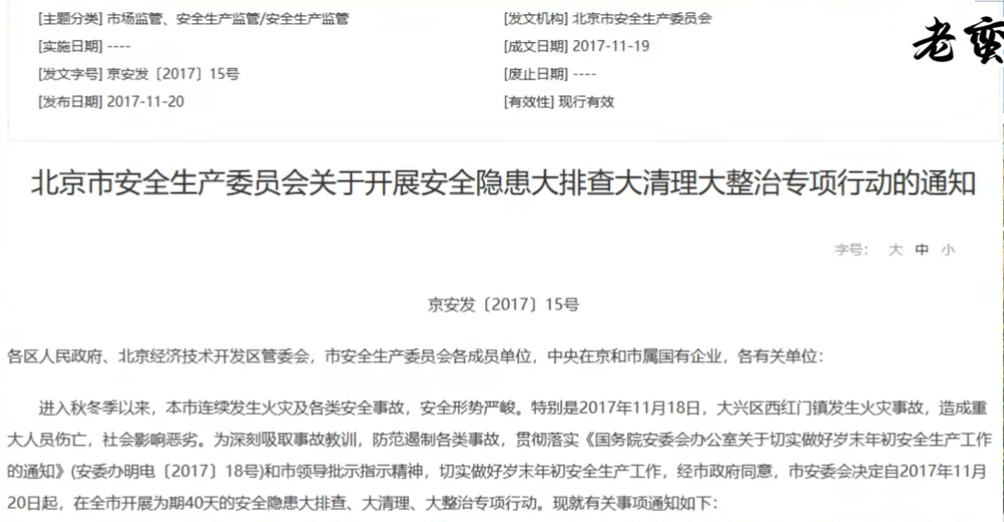 [主题分类] 市场监管、安全生产监管/安全生产监管
[发文机构] 北京市安全生产委员会
[实施日期] ----
[成文日期] 2017-11-19
[发文字号] 京安发〔2017〕15号
[废止日期] ----
[发布日期] 2017-11-20
[有效性] 现行有效
老蛮
北京市安全生产委员会关于开展安全隐患大排查大清理大整治专项行动的通知
字号： 大 中 小
京安发〔2017〕15号
各区人民政府、北京经济技术开发区管委会，市安全生产委员会各成员单位，中央在京和市属国有企业，各有关单位：
进入秋冬季以来，本市连续发生火灾及各类安全事故，安全形势严峻。特别是2017年11月18日，大兴区西红门镇发生火灾事故，造成重
大人员伤亡，社会影响恶劣。为深刻吸取事故教训，防范遏制各类事故，贯彻落实《国务院安委会办公室关于切实做好岁末年初安全生产工作
的通知》(安委办明电〔2017〕18号)和市领导批示指示精神，切实做好岁末年初安全生产工作，经市政府同意，市安委会决定自2017年11月
20日起，在全市开展为期40天的安全隐患大排查、大清理、大整治专项行动。现就有关事项通知如下：